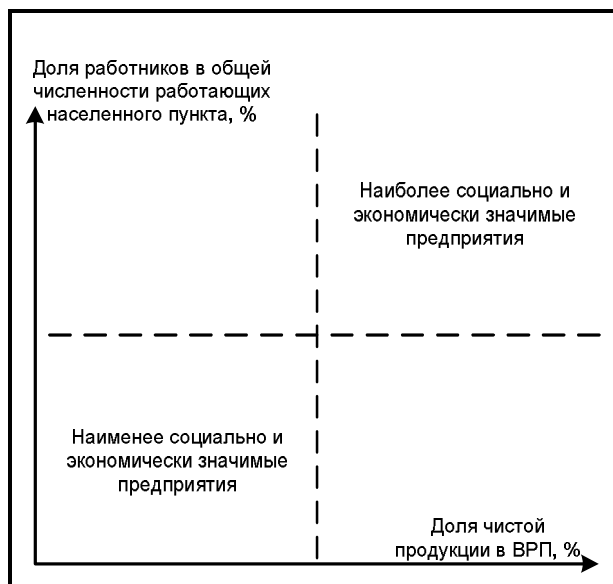 Доля работников в общей
численности работающих
населенного пункта, %
Наиболее социально и
экономически значимые
предприятия
Наименее социально и
экономически значимые
предприятия
Доля чистой
продукции в ВРП, %